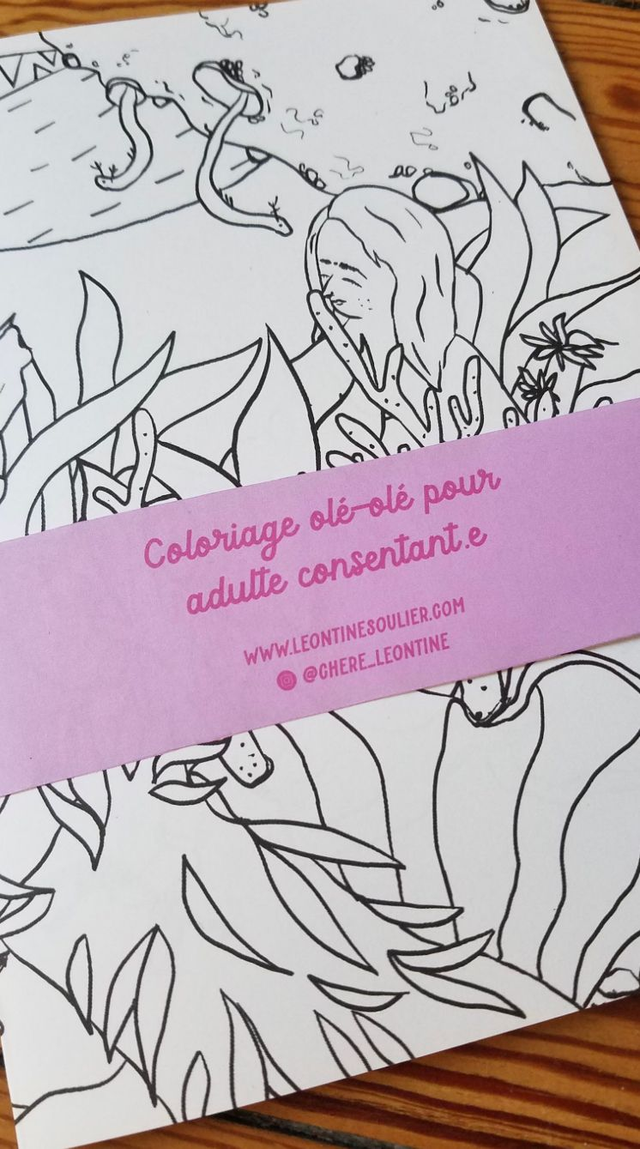 Coloriage olé-olé pour
adulte consentant.e
WWW.LEONTINESOULIER.COM
@CHERE_LEONTINE